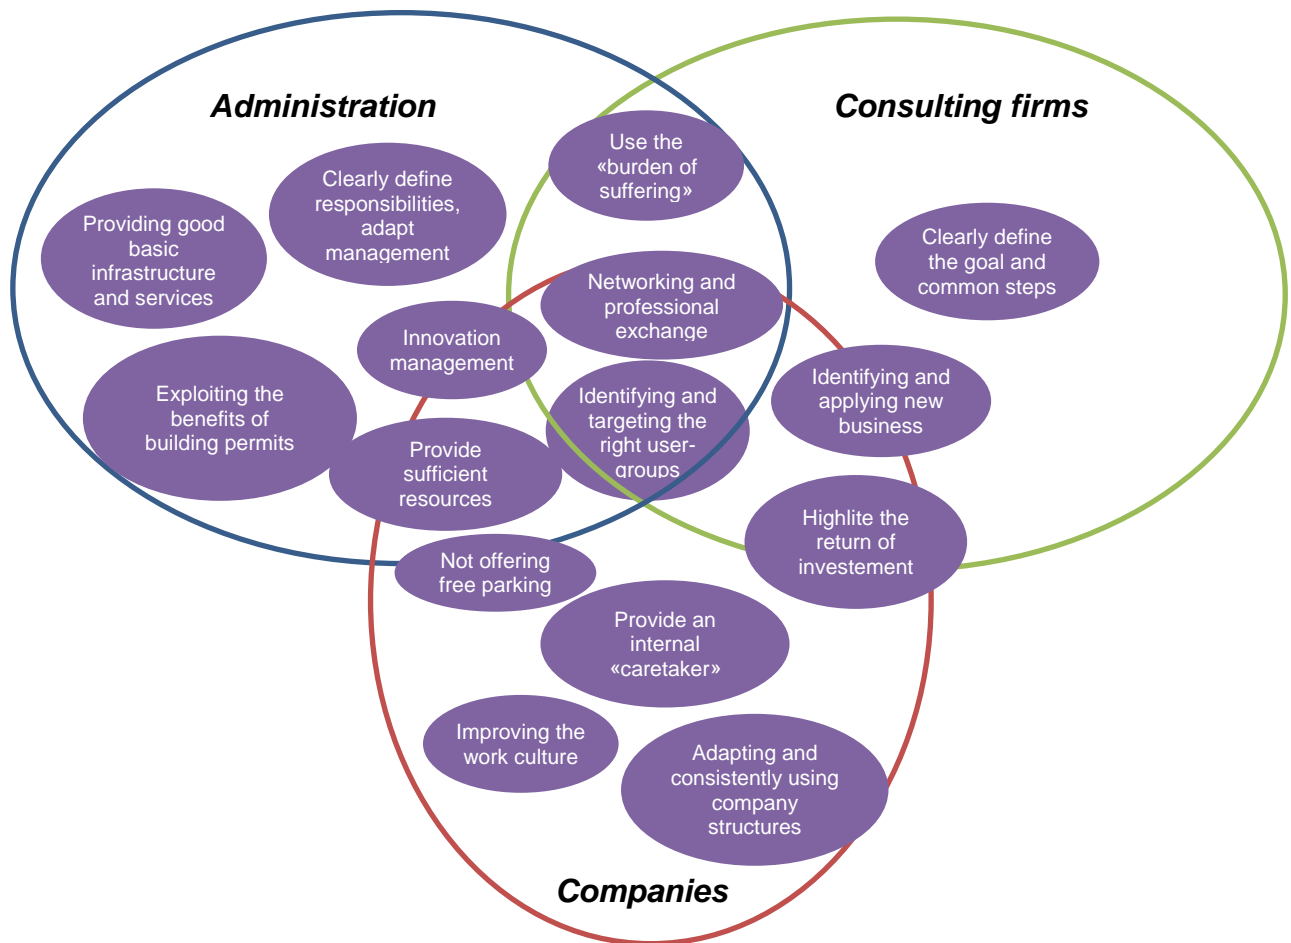 Administration
Consulting firms
Use the
«burden of
suffering»
Clearly define
responsibilities,
adapt
management
Providing good
basic
infrastructure
and services
Clearly define
the goal and
common steps
Networking and
professional
exchange
Innovation
management
Identifying and
applying new
business
Exploiting the
benefits of
building permits
Identifying and
targeting the
right user-
groups
Provide
sufficient
resources
Highlite the
return of
investement
Not offering
free parking
Provide an
internal
«caretaker»
Improving the
work culture
Adapting and
consistently using
company
structures
Companies